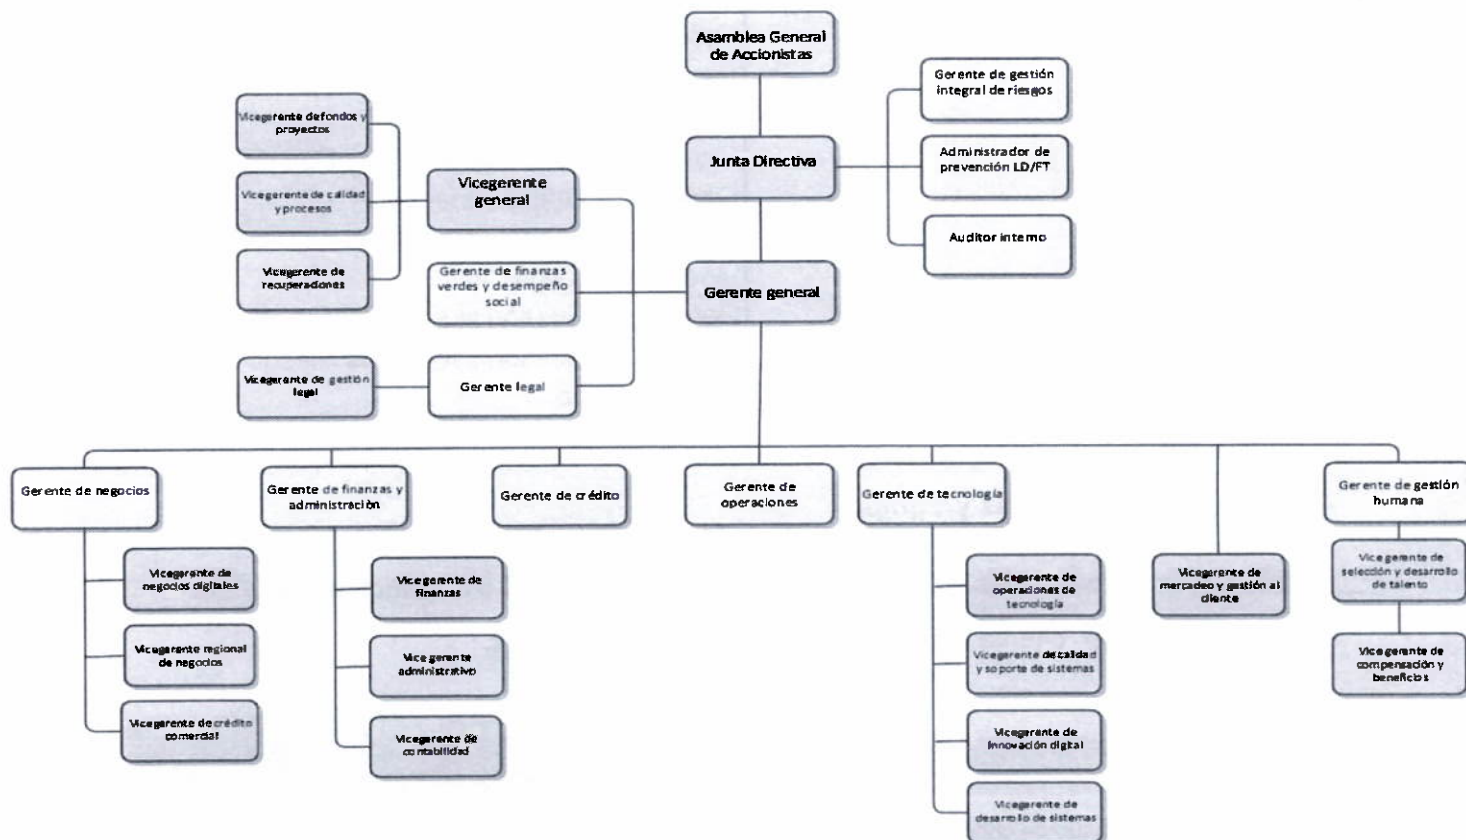 Asamblea General
de Accionistas
Gerente de gestión
integral de riesgos
Vicegerente de fondos y
proyectos
Junta Directiva
Administrador de
prevención LD/FT
Vicegerente
general
Vicegerente de calidad
y procesos
Auditor interno
Vicegerente de
recuperaciones
Gerente de finanzas
verdes y desempeño
social
Gerente general
Vicegerente de gestión
legal
Gerente legal
Gerente de negocios
Gerente de finanzas y
administración
Gerente de crédito
Gerente de
operaciones
Gerente de tecnología
Gerente de gestión
humana
Vicegerente de
negocios digitales
Vicegerente regional
de negocios
Vicegerente de crédito
comercial
Vicegerente de
finanzas
Vicegerente
administrativo
Vicegerente de
contabilidad
Vicegerente de
operaciones de
tecnología
Vicegerente de calidad
y soporte de sistemas
Vicegerente de
innovación digital
Vicegerente de
desarrollo de sistemas
Vicegerente de
mercadeo y gestión al
cliente
Vicegerente de
selección y desarrollo
de talento
Vicegerente de
compensación y
beneficios